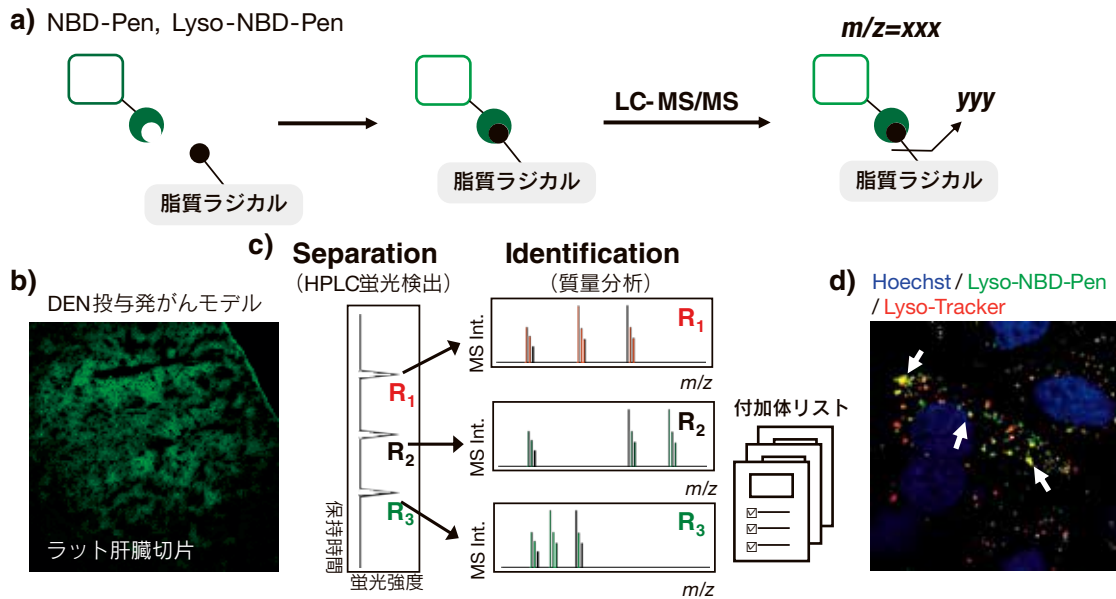 a) NBD-Pen, Lyso-NBD-Pen
脂質ラジカル
脂質ラジカル
LC-MS/MS
m/z=xxx
yyy
脂質ラジカル
b)
DEN投与発がんモデル
ラット肝臓切片
c)
Separation
(HPLC蛍光検出)
R1
R2
R3
保持時間
蛍光強度
Identification
(質量分析)
MS Int.
R1
m/z
MS Int.
R2
m/z
MS Int.
R3
m/z
付加体リスト
d) Hoechst / Lyso-NBD-Pen
/ Lyso-Tracker